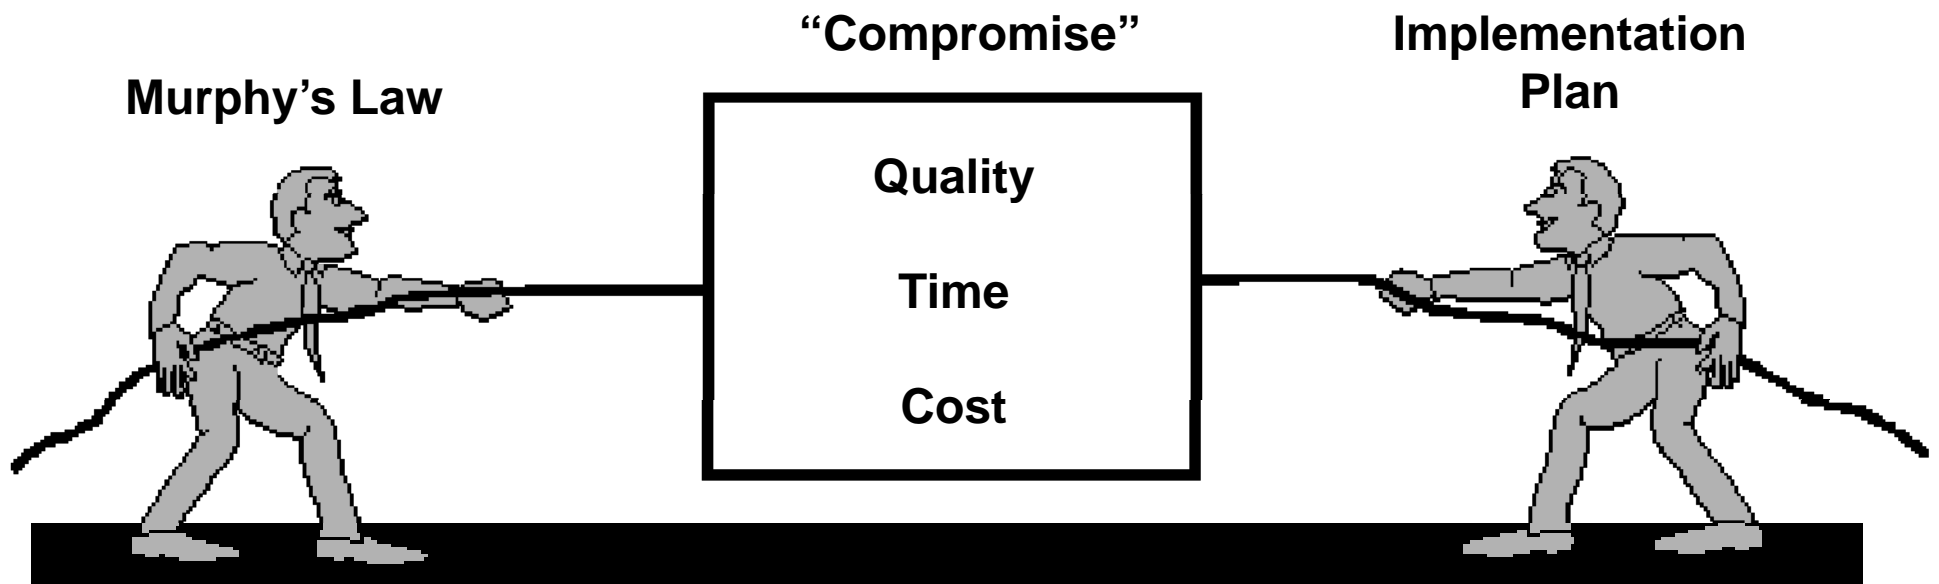 “Compromise”
Implementation
Plan
Murphy’s Law
Quality
Time
Cost